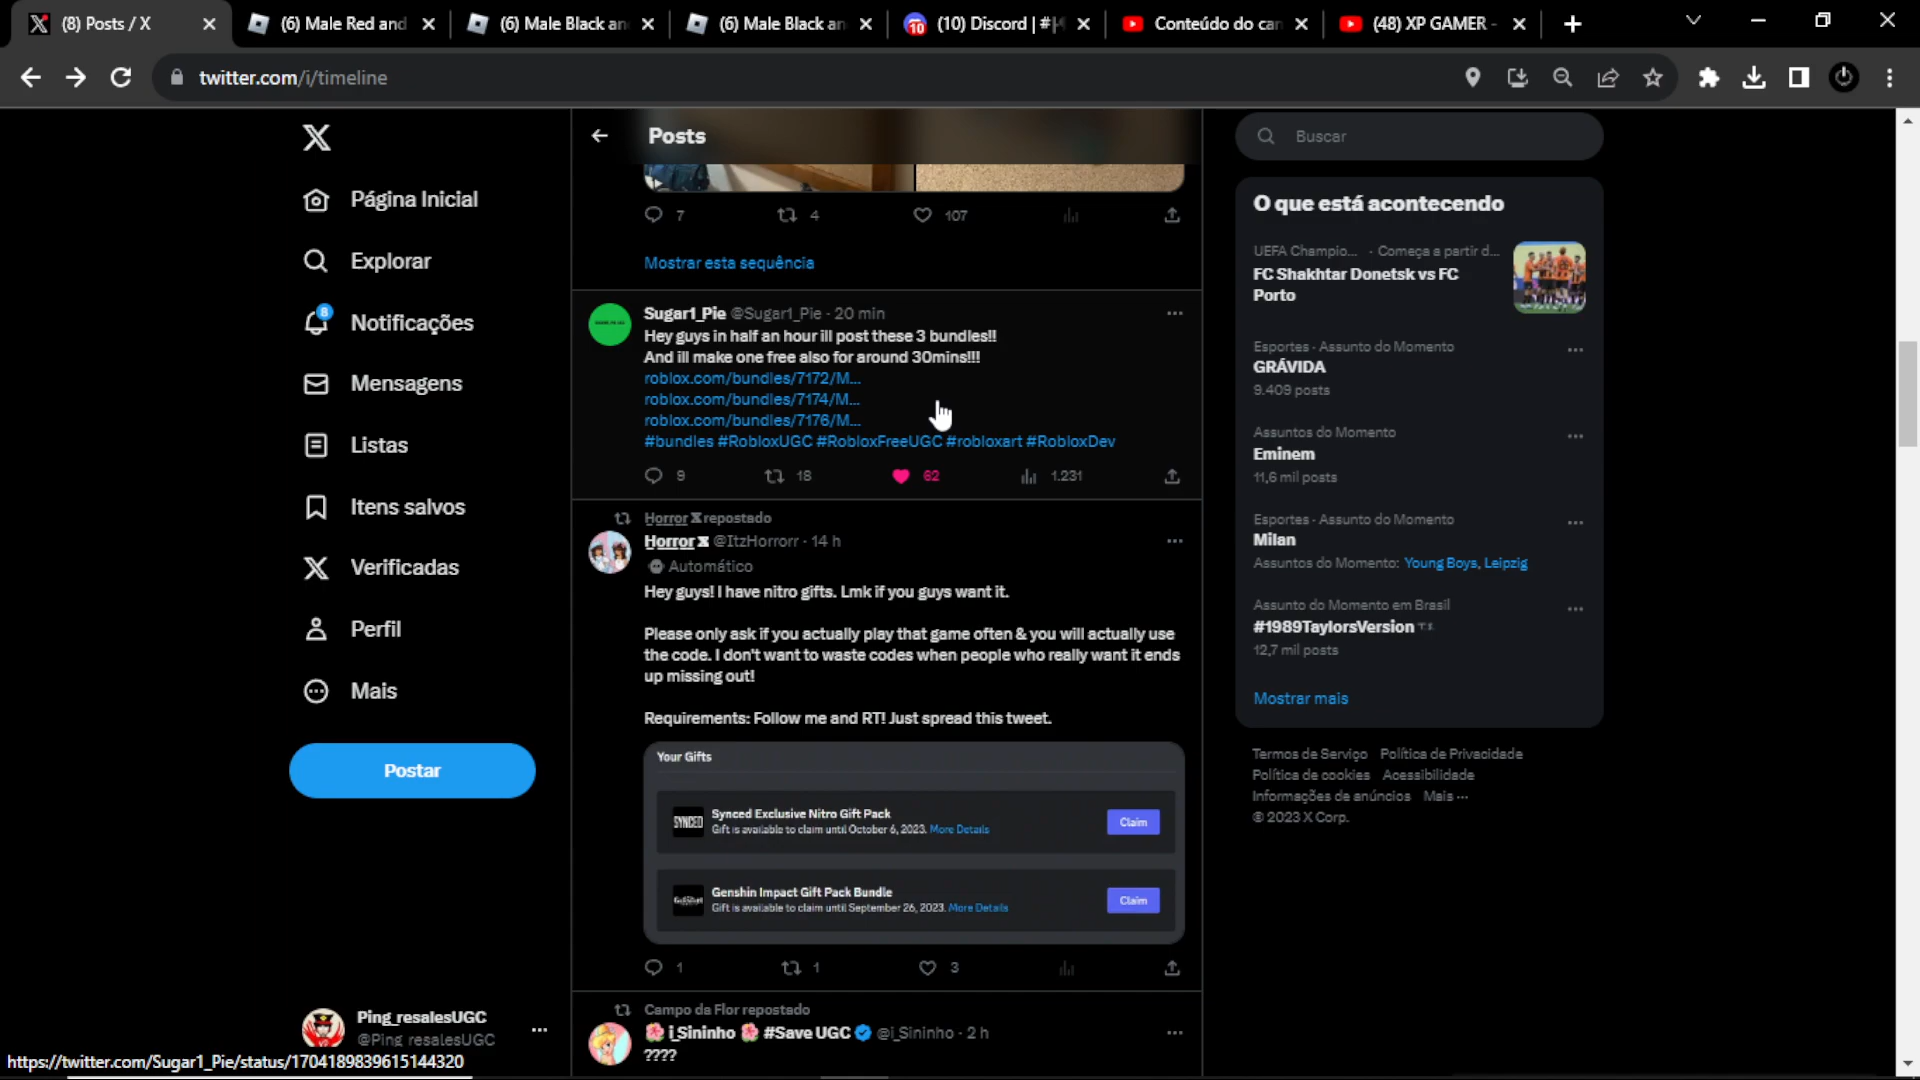 (8) Posts / X
(6) Male Red and
(6) Male Black an
(6) Male Black an
(10) Discord | #
Conteúdo do can
(48) XP GAMER -
twitter.com/i/timeline
Posts
Buscar
Página Inicial
Explorar
8
Notificações
Mensagens
Listas
Itens salvos
Verificadas
Perfil
Mais
Postar
Ping_resalesUGC
@Ping_resalesUGC
https://twitter.com/Sugar1_Pie/status/1704189839615144320
7
4
107
Mostrar esta sequência
Sugar1_Pie @Sugar1_Pie · 20 min
Hey guys in half an hour ill post these 3 bundles!!
And ill make one free also for around 30mins!!!
roblox.com/bundles/7172/M...
roblox.com/bundles/7174/M...
roblox.com/bundles/7176/M...
#bundles #RobloxUGC #RobloxFreeUGC #robloxart #RobloxDev
9
18
62
1.231
Horror repostado
Horror @ItzHorrorr · 14 h
Automático
Hey guys! I have nitro gifts. Lmk if you guys want it.
Please only ask if you actually play that game often & you will actually use
the code. I don't want to waste codes when people who really want it ends
up missing out!
Requirements: Follow me and RT! Just spread this tweet.
Your Gifts
SYNCED
Synced Exclusive Nitro Gift Pack
Gift is available to claim until October 6, 2023. More Details
Claim
Genshin Impact Gift Pack Bundle
Gift is available to claim until September 26, 2023. More Details
Claim
1
1
3
Campo da Flor repostado
🌸 i_Sininho 🌸 #Save UGC @i_Sininho · 2 h
????
O que está acontecendo
UEFA Champio... · Começa a partir d...
FC Shakhtar Donetsk vs FC
Porto
Esportes · Assunto do Momento
GRÁVIDA
9.409 posts
Assuntos do Momento
Eminem
11,6 mil posts
Esportes · Assunto do Momento
Milan
Assuntos do Momento: Young Boys, Leipzig
Assunto do Momento em Brasil
#1989TaylorsVersion
12,7 mil posts
Mostrar mais
Termos de Serviço Política de Privacidade
Política de cookies Acessibilidade
Informações de anúncios Mais ···
© 2023 X Corp.